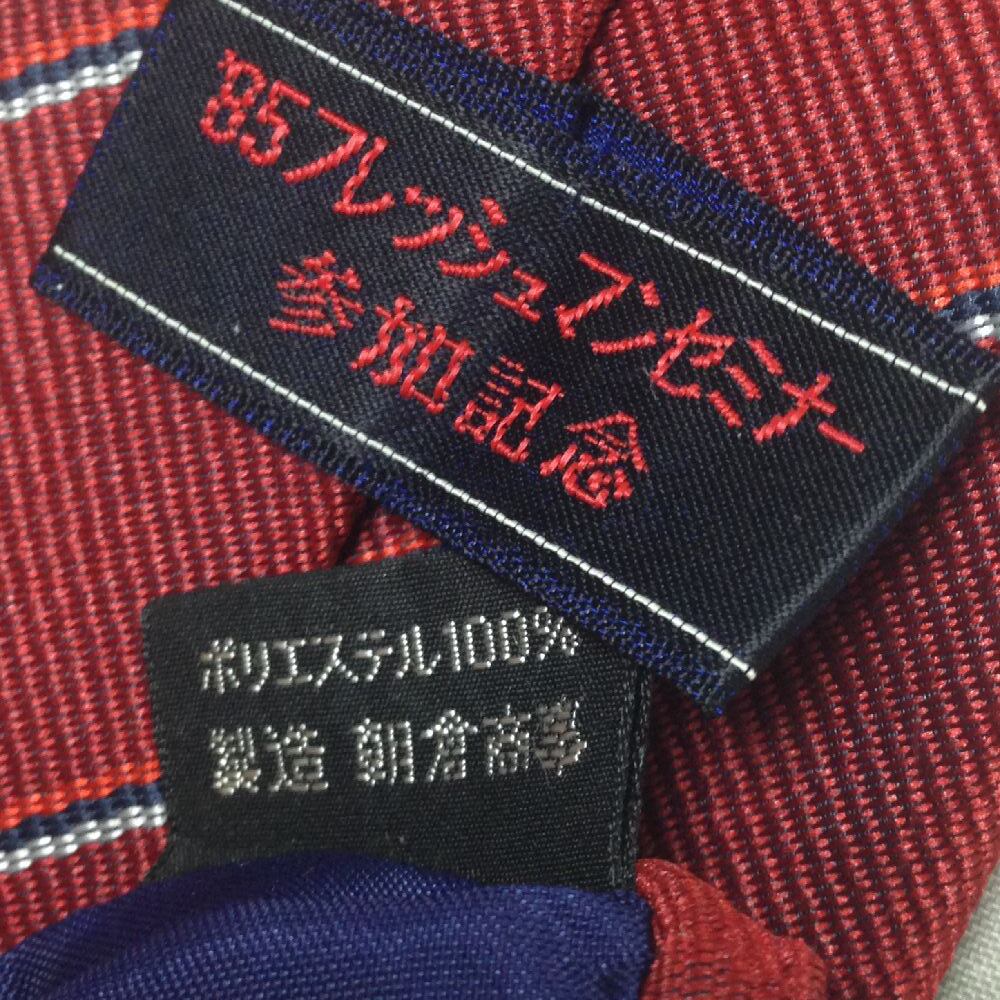 '85フレッシュマンセミナー
参加記念
ポリエステル100%
製造 朝倉商事